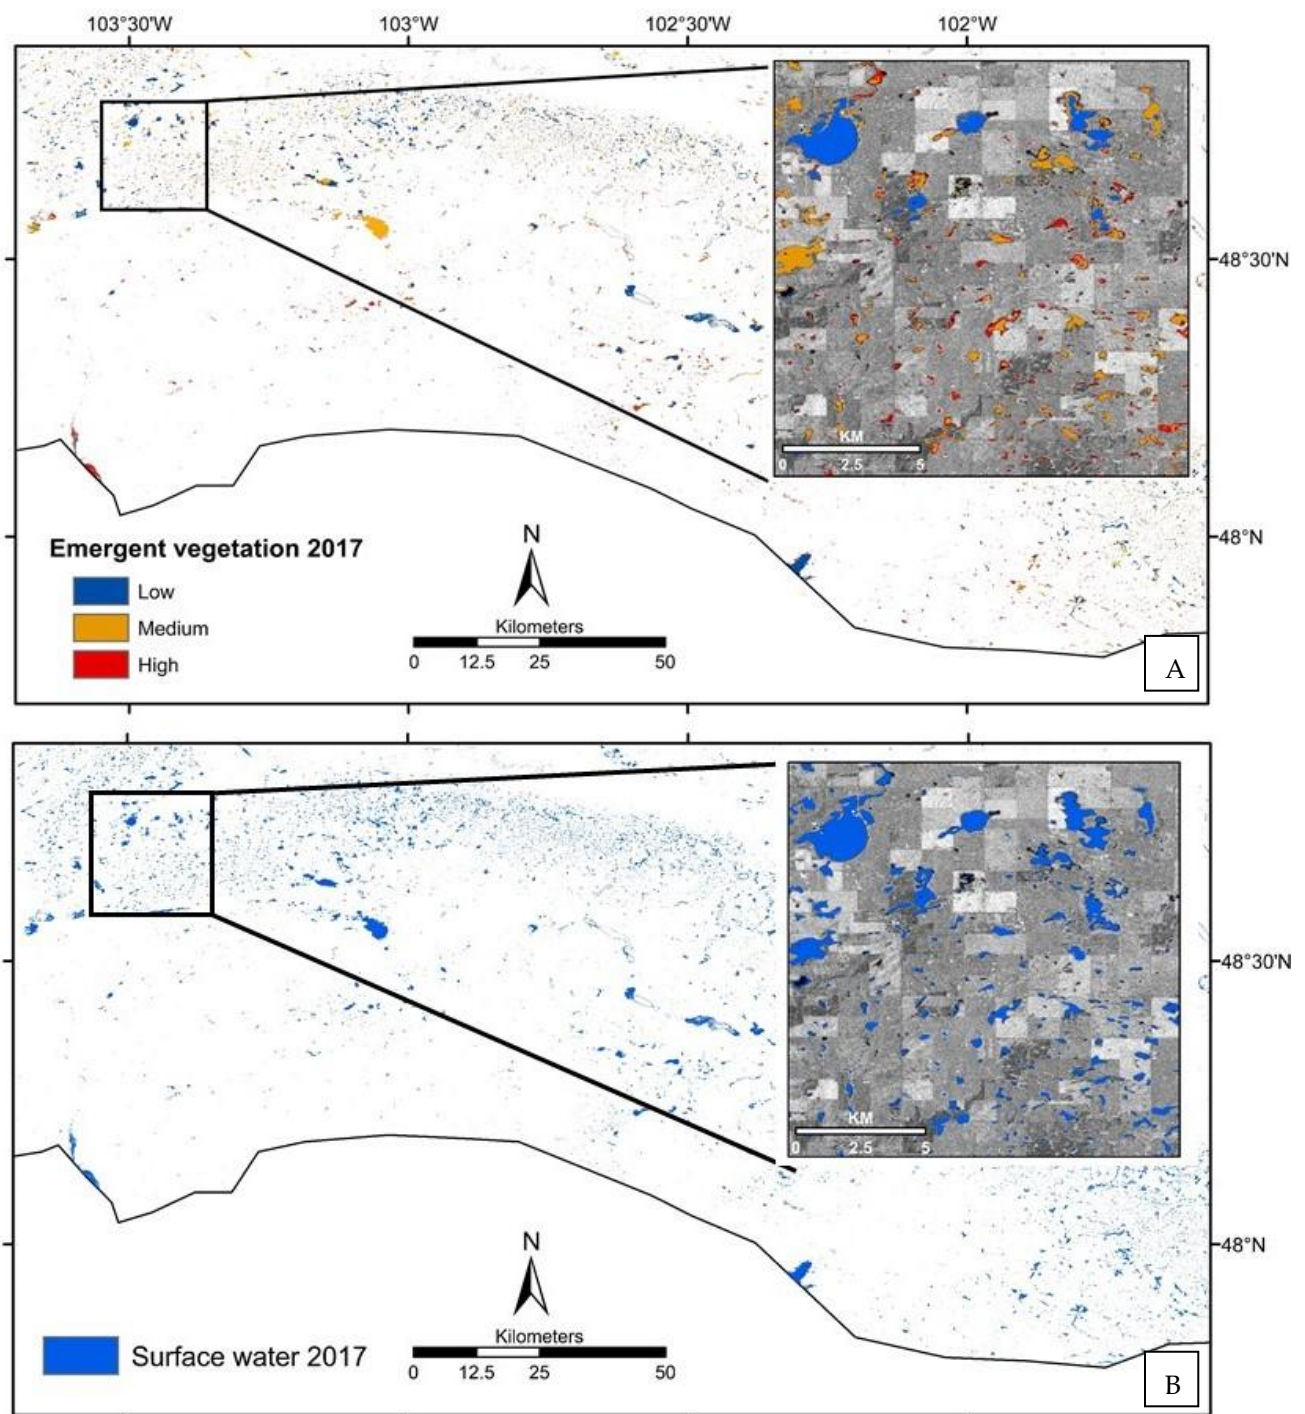 103°30'W 103°W 102°30'W 102°W
KM
0 2.5 5
48°30'N
48°N
Emergent vegetation 2017
Low
Medium
High
N
Kilometers
0 12.5 25 50
A
KM
0 2.5 5
48°30'N
48°N
N
Kilometers
0 12.5 25 50
Surface water 2017
B